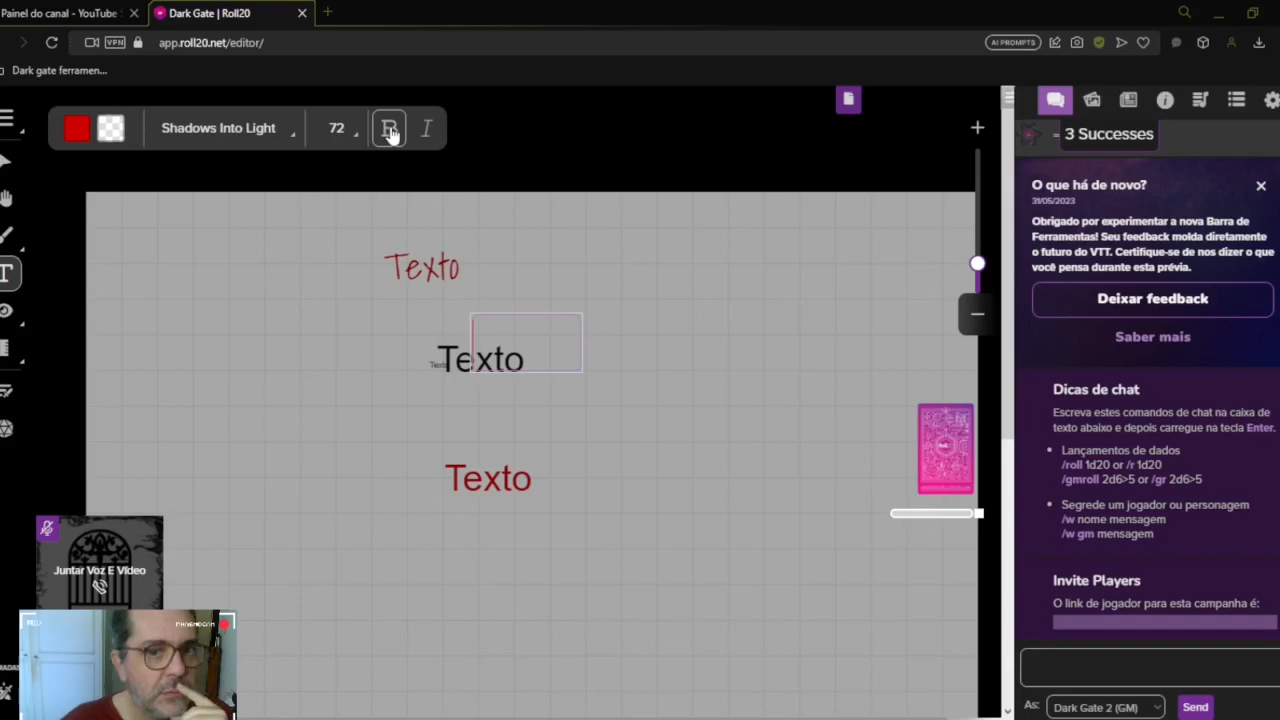 Painel do canal - YouTube
Dark Gate | Roll20
VPN
app.roll20.net/editor/
AI PROMPTS
Dark gate ferramen...
Shadows Into Light
72
B
I
= 3 Successes
Texto
Texto
Texto
Texto
O que há de novo?
31/05/2023
Obrigado por experimentar a nova Barra de
Ferramentas! Seu feedback molda diretamente
o futuro do VTT. Certifique-se de nos dizer o que
você pensa durante esta prévia.
Deixar feedback
Saber mais
Dicas de chat
Escreva estes comandos de chat na caixa de
texto abaixo e depois carregue na tecla Enter.
Lançamentos de dados
/roll 1d20 or /r 1d20
/gmroll 2d6>5 or /gr 2d6>5
Segrede um jogador ou personagem
/w nome mensagem
/w gm mensagem
Invite Players
O link de jogador para esta campanha é:
Juntar Voz E Vídeo
As:
Dark Gate 2 (GM)
Send